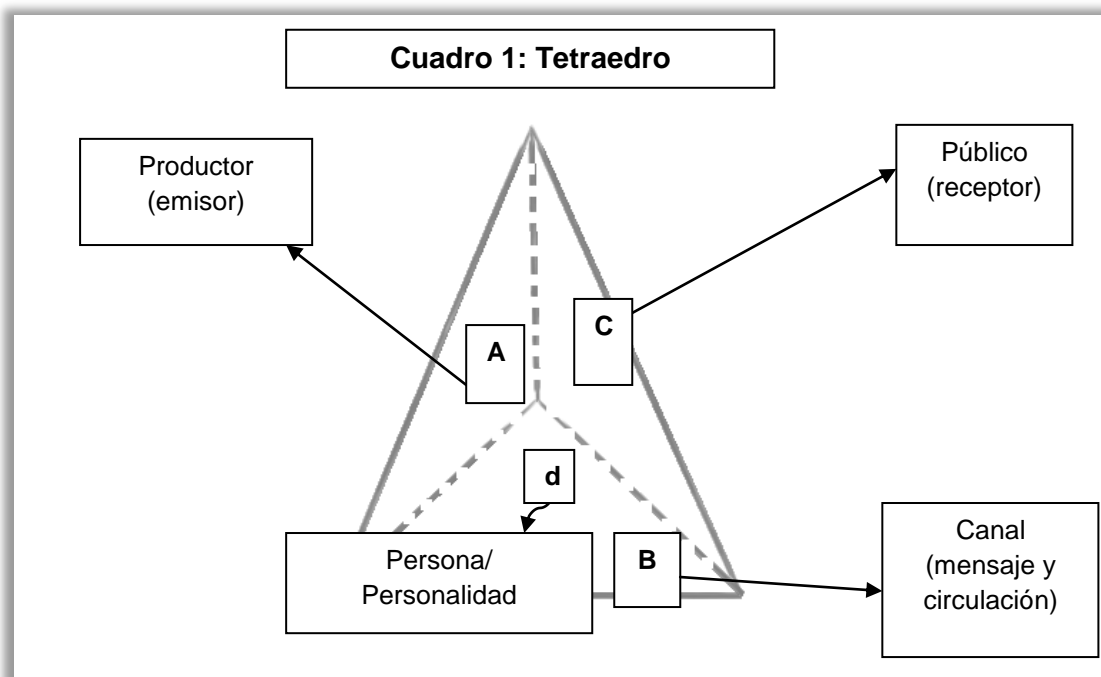 Cuadro 1: Tetraedro
Productor
(emisor)
Público
(receptor)
C
A
d
Persona/
Personalidad
B
Canal
(mensaje y
circulación)